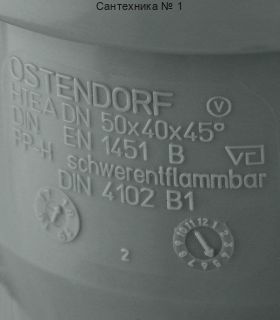 Сантехника № 1
OSTENDORF
HTEA DN 50x40x45°
DIN EN 1451 B
PP-H schwerentflammbar
DIN 4102 B1
2